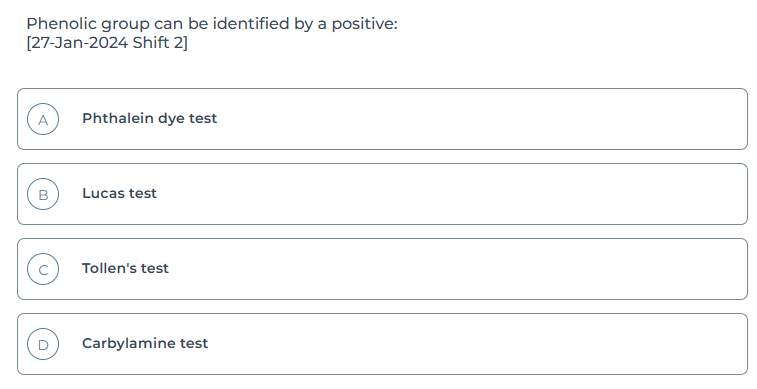 Phenolic group can be identified by a positive:
[27-Jan-2024 Shift 2]
A Phthalein dye test
B Lucas test
C Tollen's test
D Carbylamine test